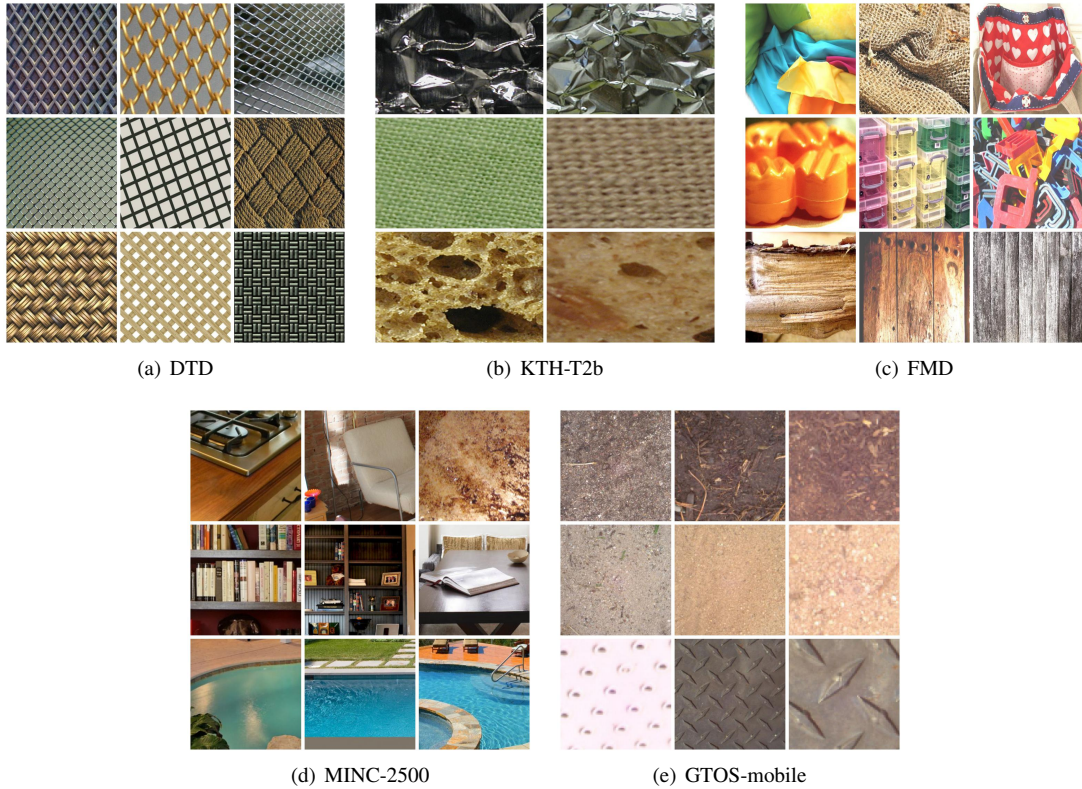 (a) DTD
(b) KTH-T2b
(c) FMD
(d) MINC-2500
(e) GTOS-mobile